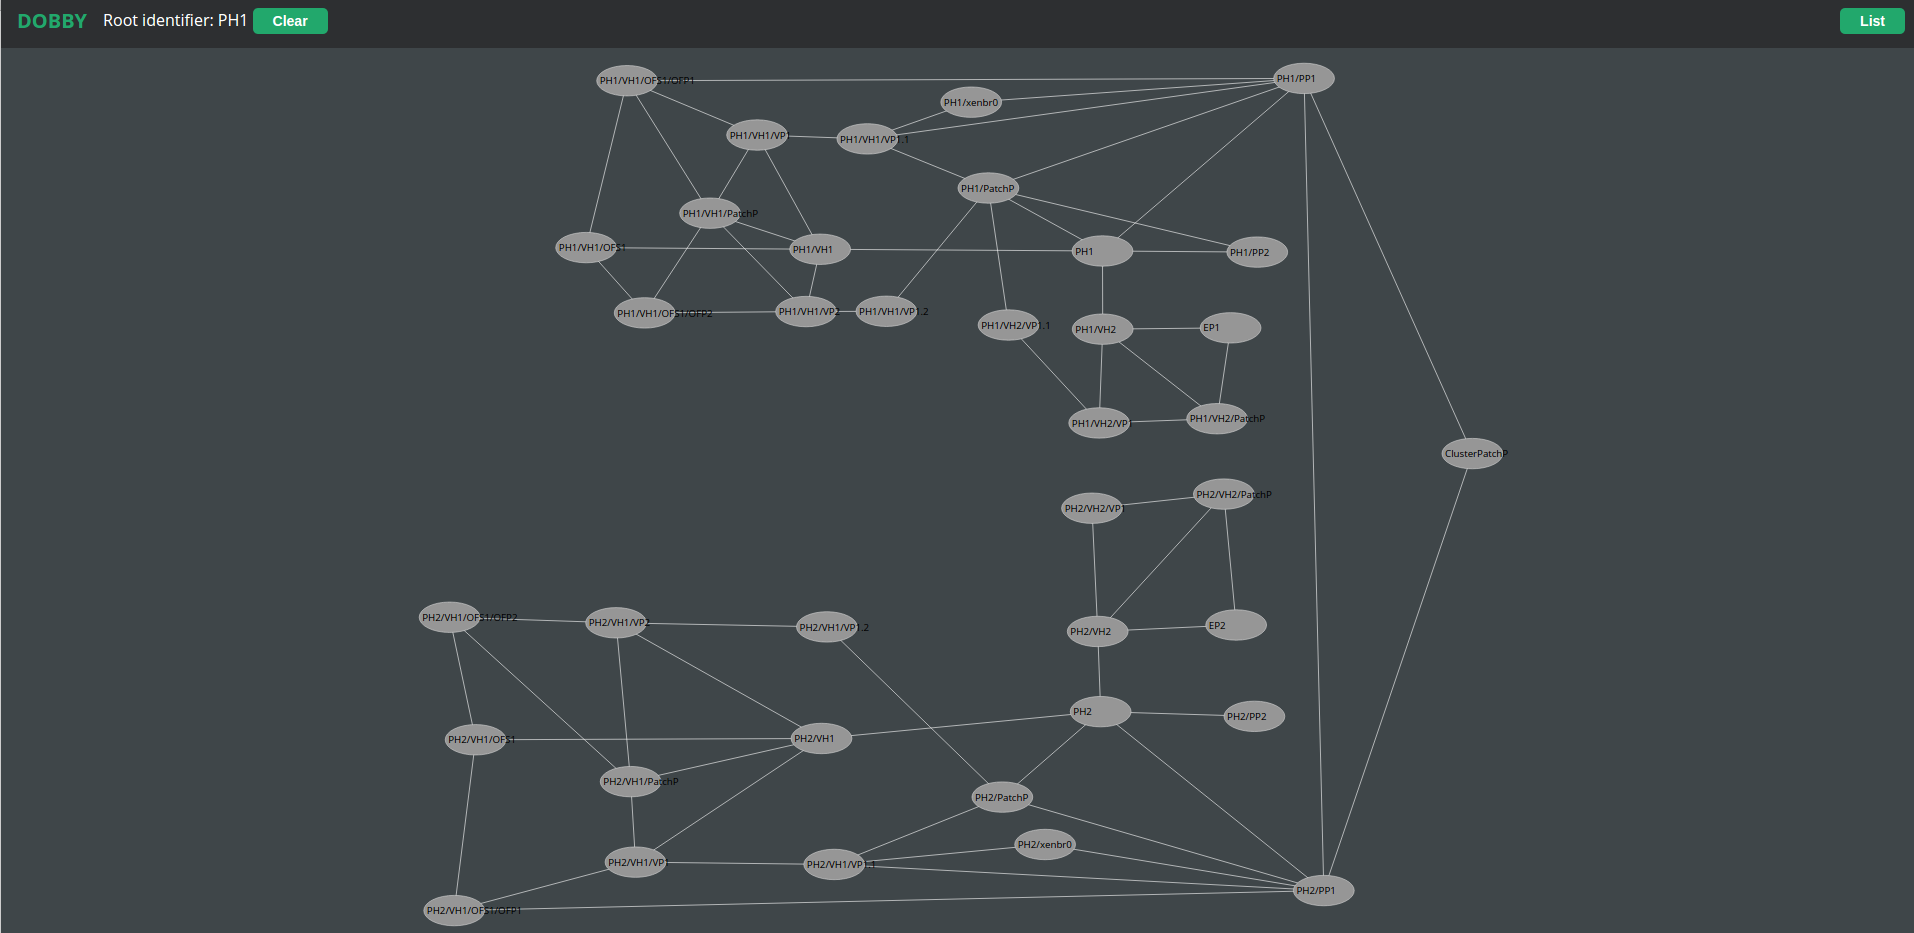 DOBBY Root identifier: PH1 Clear List
PH1/VH1/OFS1/OFP1
PH1/PP1
PH1/xenbr0
PH1/VH1/VP1
PH1/VH1/VP1.1
PH1/PatchP
PH1/VH1/PatchP
PH1/VH1/OFS1
PH1/VH1
PH1
PH1/PP2
PH1/VH1/OFS1/OFP2
PH1/VH1/VP2
PH1/VH1/VP1.2
PH1/VH2/VP1.1
PH1/VH2
EP1
PH1/VH2/VP1
PH1/VH2/PatchP
ClusterPatchP
PH2/VH2/VP1
PH2/VH2/PatchP
PH2/VH1/OFS1/OFP2
PH2/VH1/VP2
PH2/VH1/VP1.2
PH2/VH2
EP2
PH2
PH2/PP2
PH2/VH1/OFS1
PH2/VH1
PH2/VH1/PatchP
PH2/PatchP
PH2/xenbr0
PH2/VH1/VP1
PH2/VH1/VP1.1
PH2/PP1
PH2/VH1/OFS1/OFP1